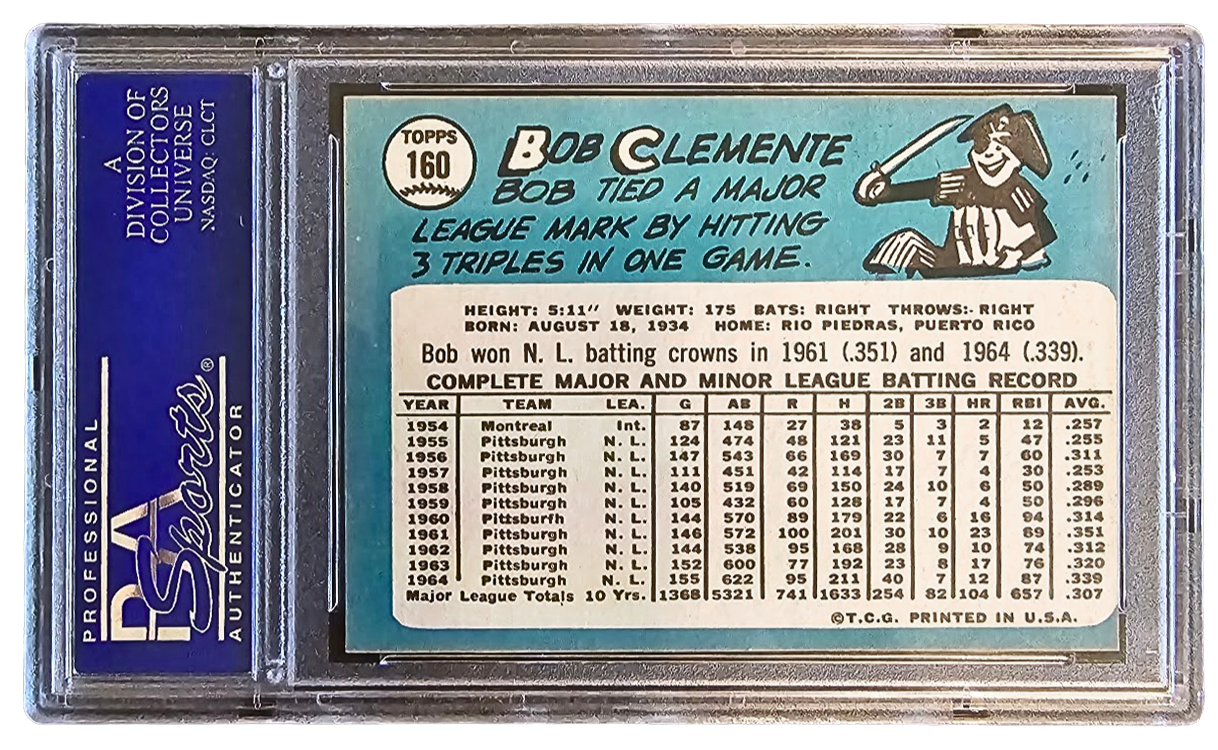 A
DIVISION OF
COLLECTORS
UNIVERSE
NASDAQ: CLCT
PROFESSIONAL
PSA
Sports®
AUTHENTICATOR
TOPPS
160
BOB CLEMENTE
BOB TIED A MAJOR
LEAGUE MARK BY HITTING
3 TRIPLES IN ONE GAME.
HEIGHT: 5:11" WEIGHT: 175 BATS: RIGHT THROWS:- RIGHT
BORN: AUGUST 18, 1934 HOME: RIO PIEDRAS, PUERTO RICO
Bob won N. L. batting crowns in 1961 (.351) and 1964 (.339).
COMPLETE MAJOR AND MINOR LEAGUE BATTING RECORD
YEAR TEAM LEA. G AB R H 2B 3B HR RBI AVG.
1954 Montreal Int. 87 148 27 38 5 3 2 12 .257
1955 Pittsburgh N. L. 124 474 48 121 23 11 5 47 .255
1956 Pittsburgh N. L. 147 543 66 169 30 7 7 60 .311
1957 Pittsburgh N. L. 111 451 42 114 17 7 4 30 .253
1958 Pittsburgh N. L. 140 519 69 150 24 10 6 50 .289
1959 Pittsburgh N. L. 105 432 60 128 17 7 4 50 .296
1960 Pittsburfh N. L. 144 570 89 179 22 6 16 94 .314
1961 Pittsburgh N. L. 146 572 100 201 30 10 23 89 .351
1962 Pittsburgh N. L. 144 538 95 168 28 9 10 74 .312
1963 Pittsburgh N. L. 152 600 77 192 23 8 17 76 .320
1964 Pittsburgh N. L. 155 622 95 211 40 7 12 87 .339
Major League Totals 10 Yrs. 1368 5321 741 1633 254 82 104 657 .307
©T.C.G. PRINTED IN U.S.A.